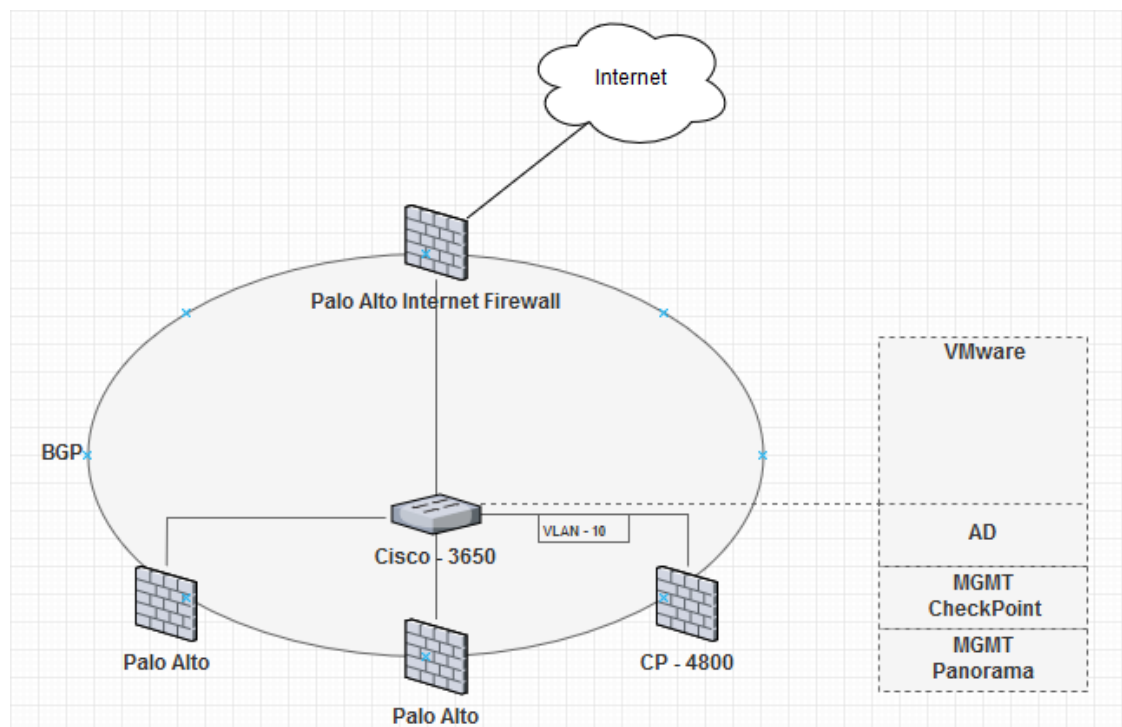 Internet
Palo Alto Internet Firewall
VMware
BGP
VLAN - 10
AD
Cisco - 3650
MGMT
CheckPoint
MGMT
Panorama
Palo Alto
CP - 4800
Palo Alto